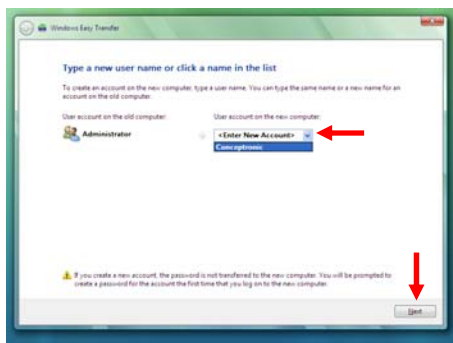 Windows Easy Transfer
Type a new user name or click a name in the list
To create an account on the new computer, type a user name. You can type the same name or a new name for an
account on the old computer.
User account on the old computer: User account on the new computer:
Administrator <Enter New Account>
Conceptronic
If you create a new account, the password is not transferred to the new computer. You will be prompted to
create a password for the account the first time that you log on to the new computer.
Next